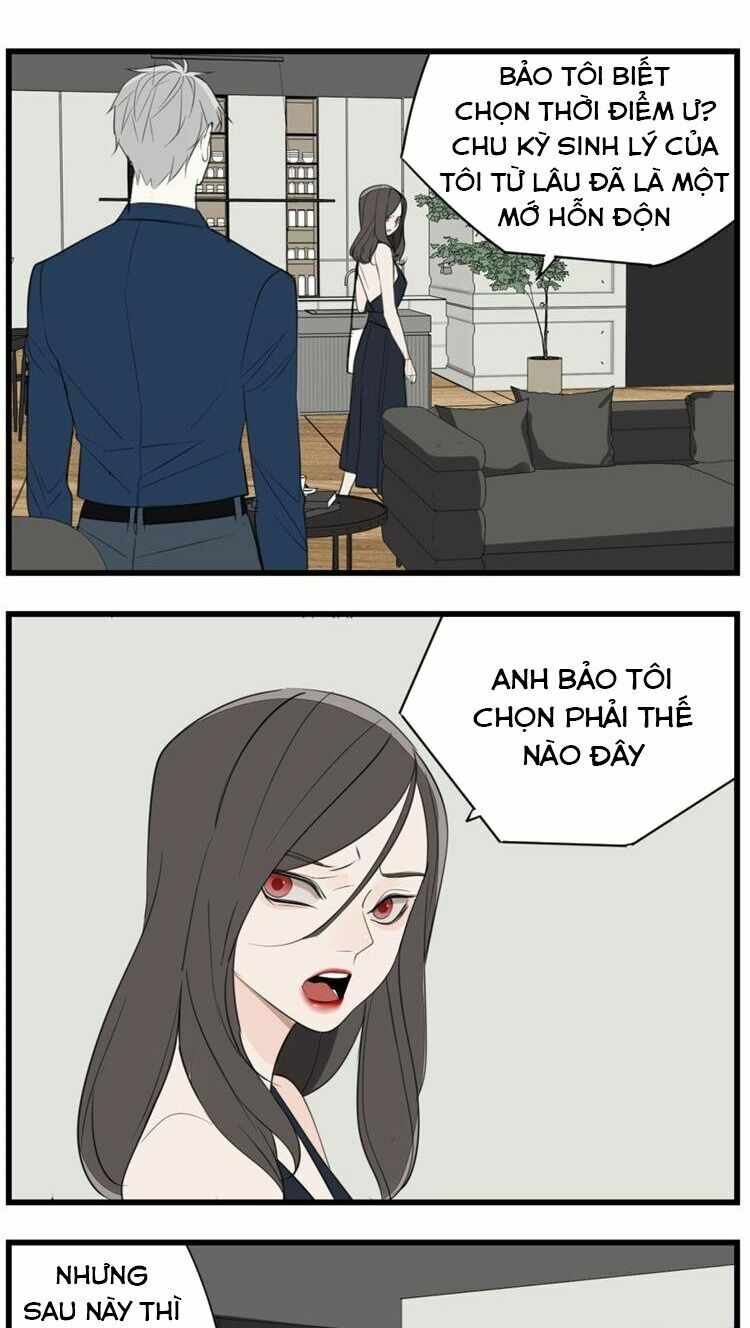 BẢO TÔI BIẾT
CHỌN THỜI ĐIỂM Ư?
CHU KỲ SINH LÝ CỦA
TÔI TỪ LÂU ĐÃ LÀ MỘT
MỚ HỖN ĐỘN
ANH BẢO TÔI
CHỌN PHẢI THẾ
NÀO ĐÂY
NHƯNG
SAU NÀY THÌ